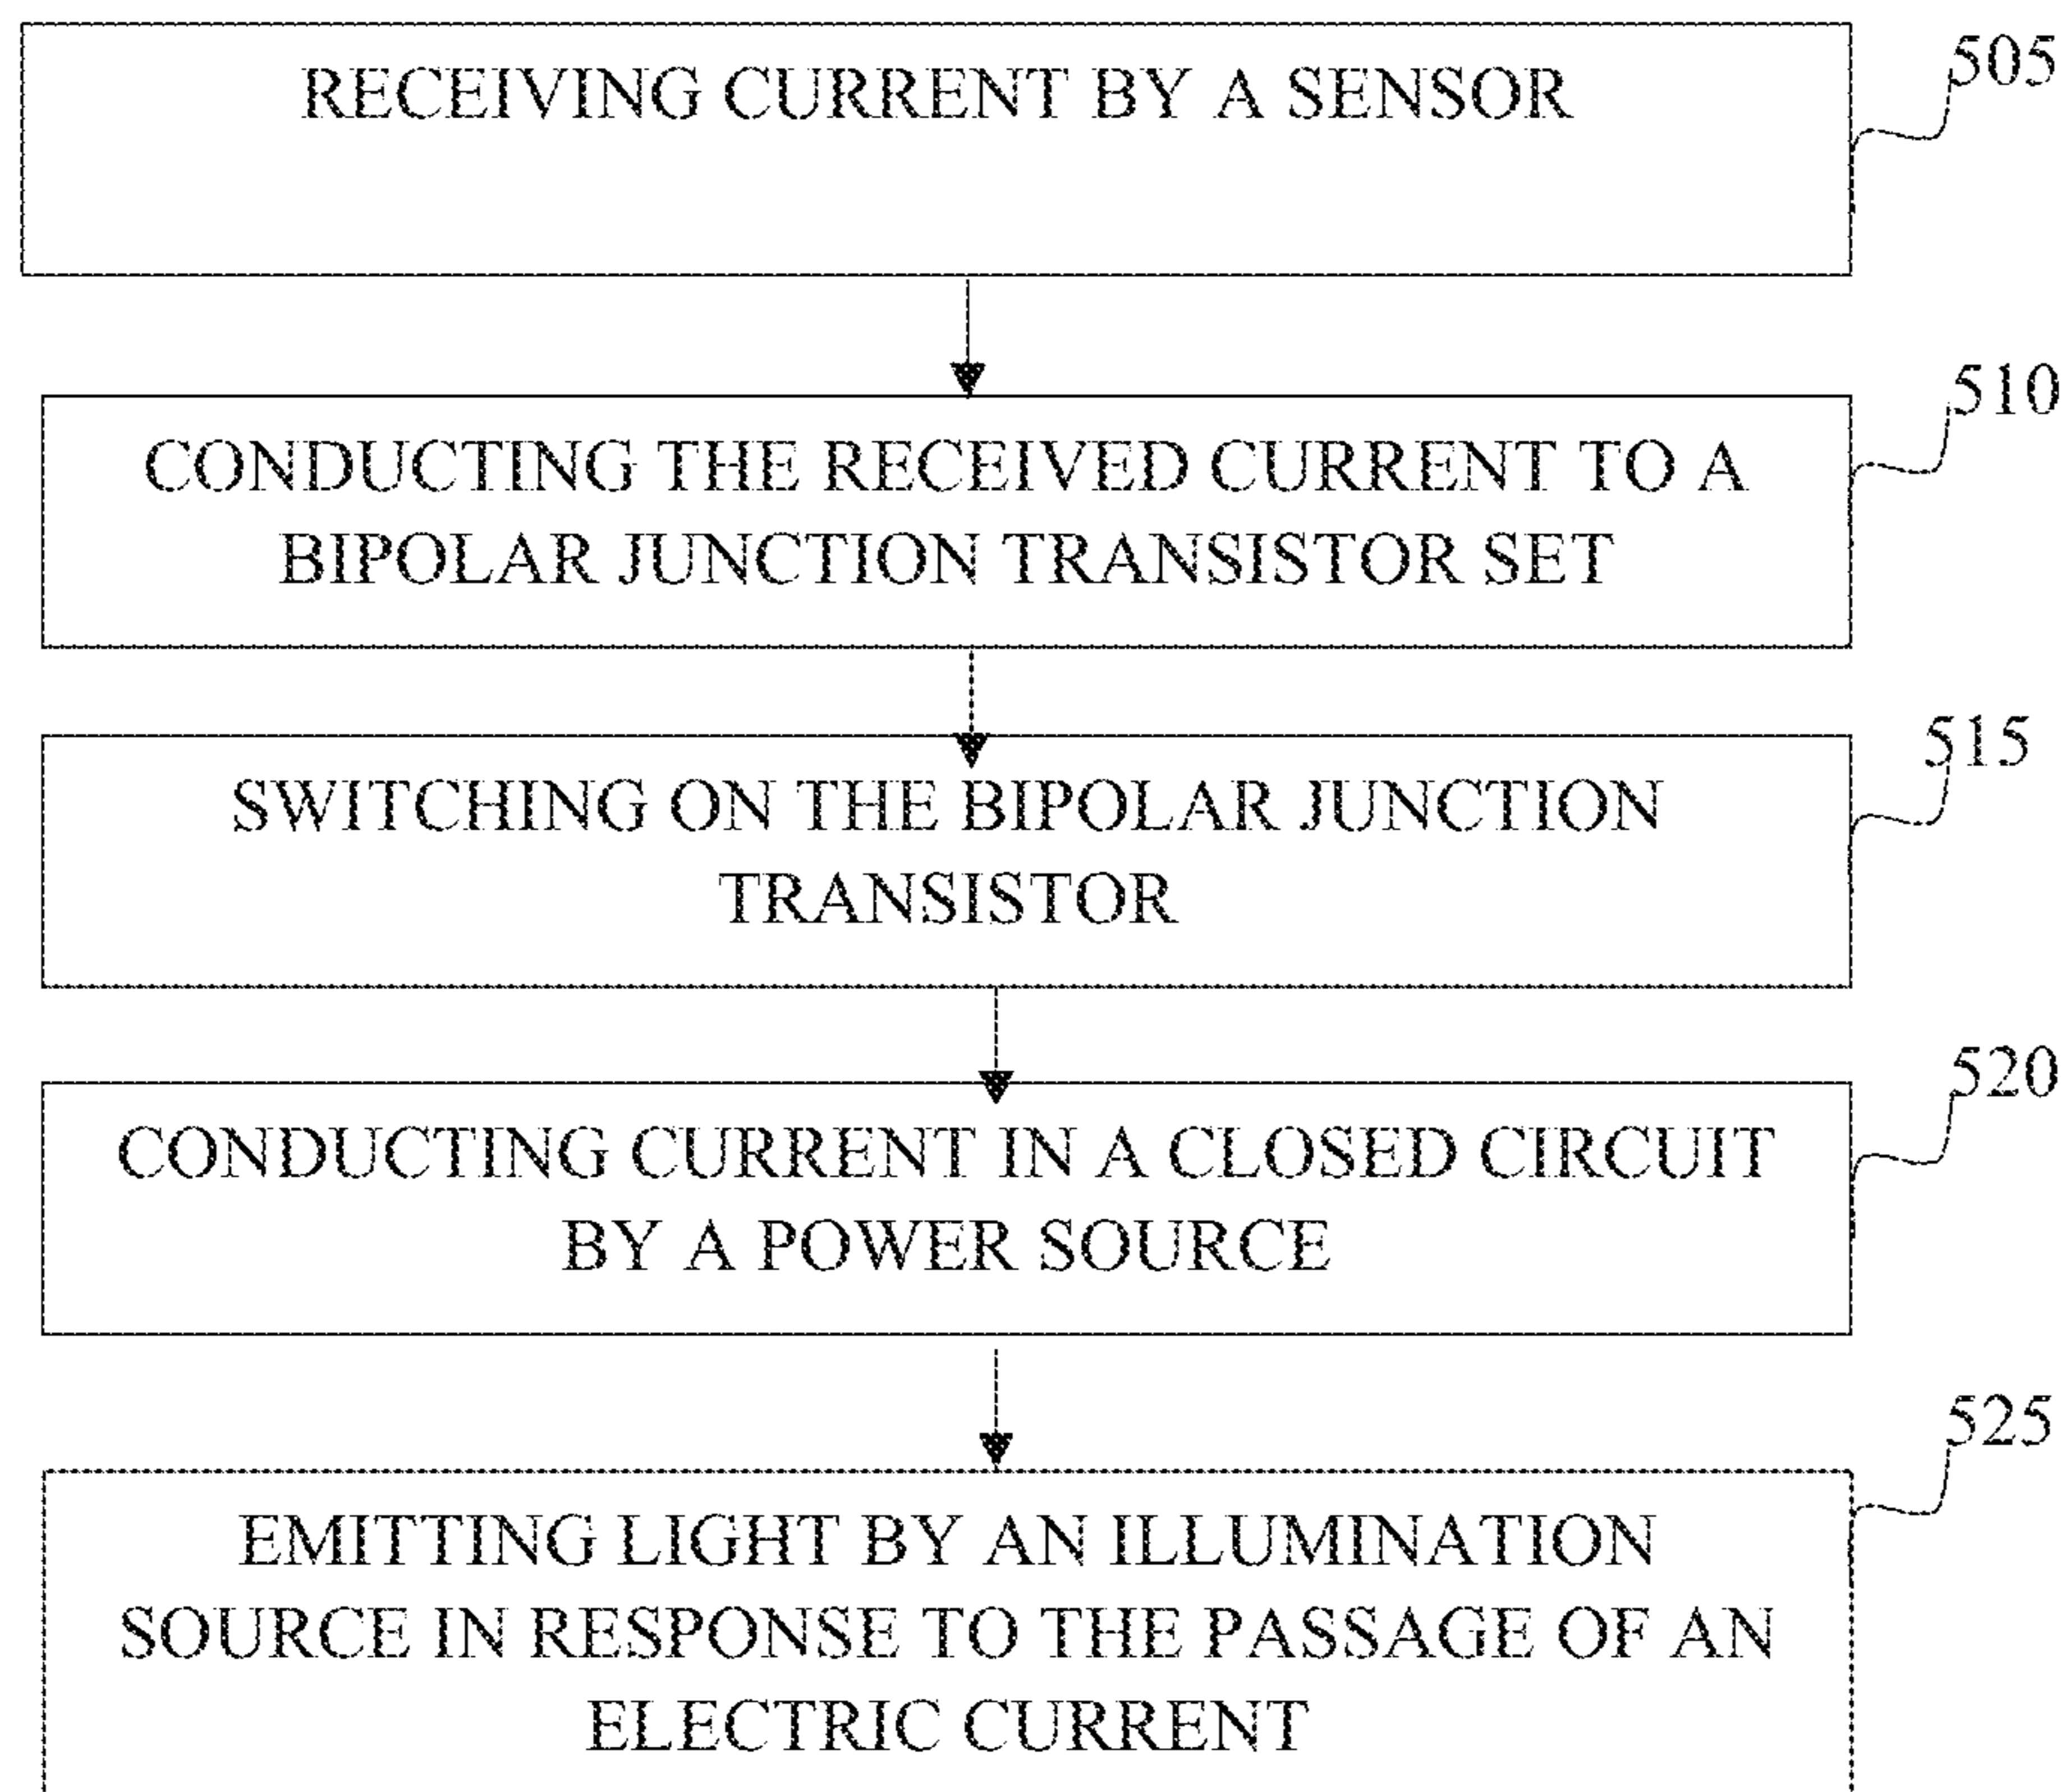 RECEIVING CURRENT BY A SENSOR
505
CONDUCTING THE RECEIVED CURRENT TO A
BIPOLAR JUNCTION TRANSISTOR SET
510
SWITCHING ON THE BIPOLAR JUNCTION
TRANSISTOR
515
CONDUCTING CURRENT IN A CLOSED CIRCUIT
BY A POWER SOURCE
520
EMITTING LIGHT BY AN ILLUMINATION
SOURCE IN RESPONSE TO THE PASSAGE OF AN
ELECTRIC CURRENT
525